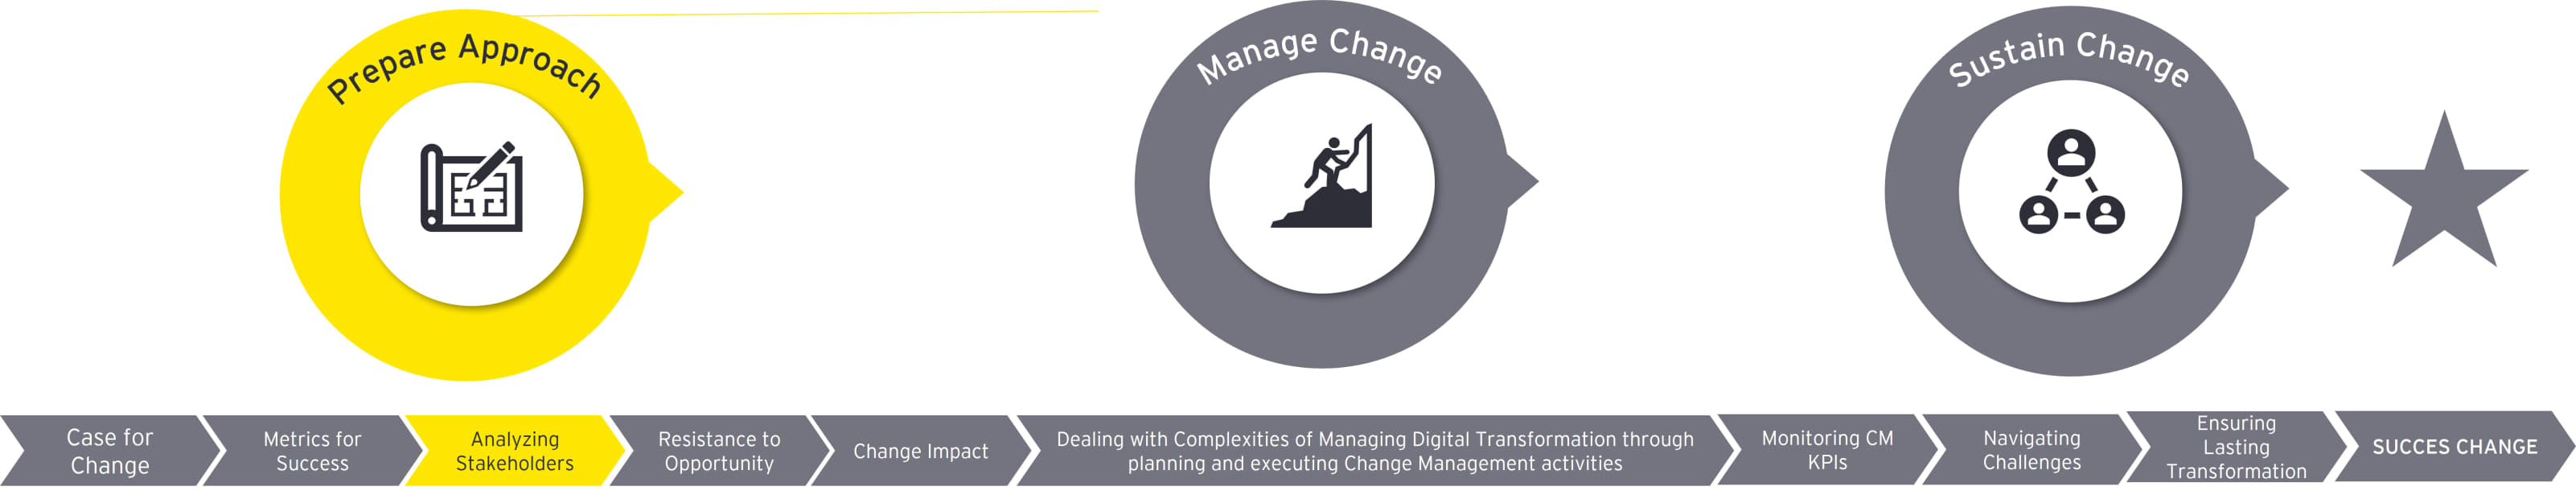 Prepare Approach
Manage Change
Sustain Change
Case for
Change
Metrics for
Success
Analyzing
Stakeholders
Resistance to
Opportunity
Change Impact
Dealing with Complexities of Managing Digital Transformation through
planning and executing Change Management activities
Monitoring CM
KPIs
Navigating
Challenges
Ensuring
Lasting
Transformation
SUCCES CHANGE